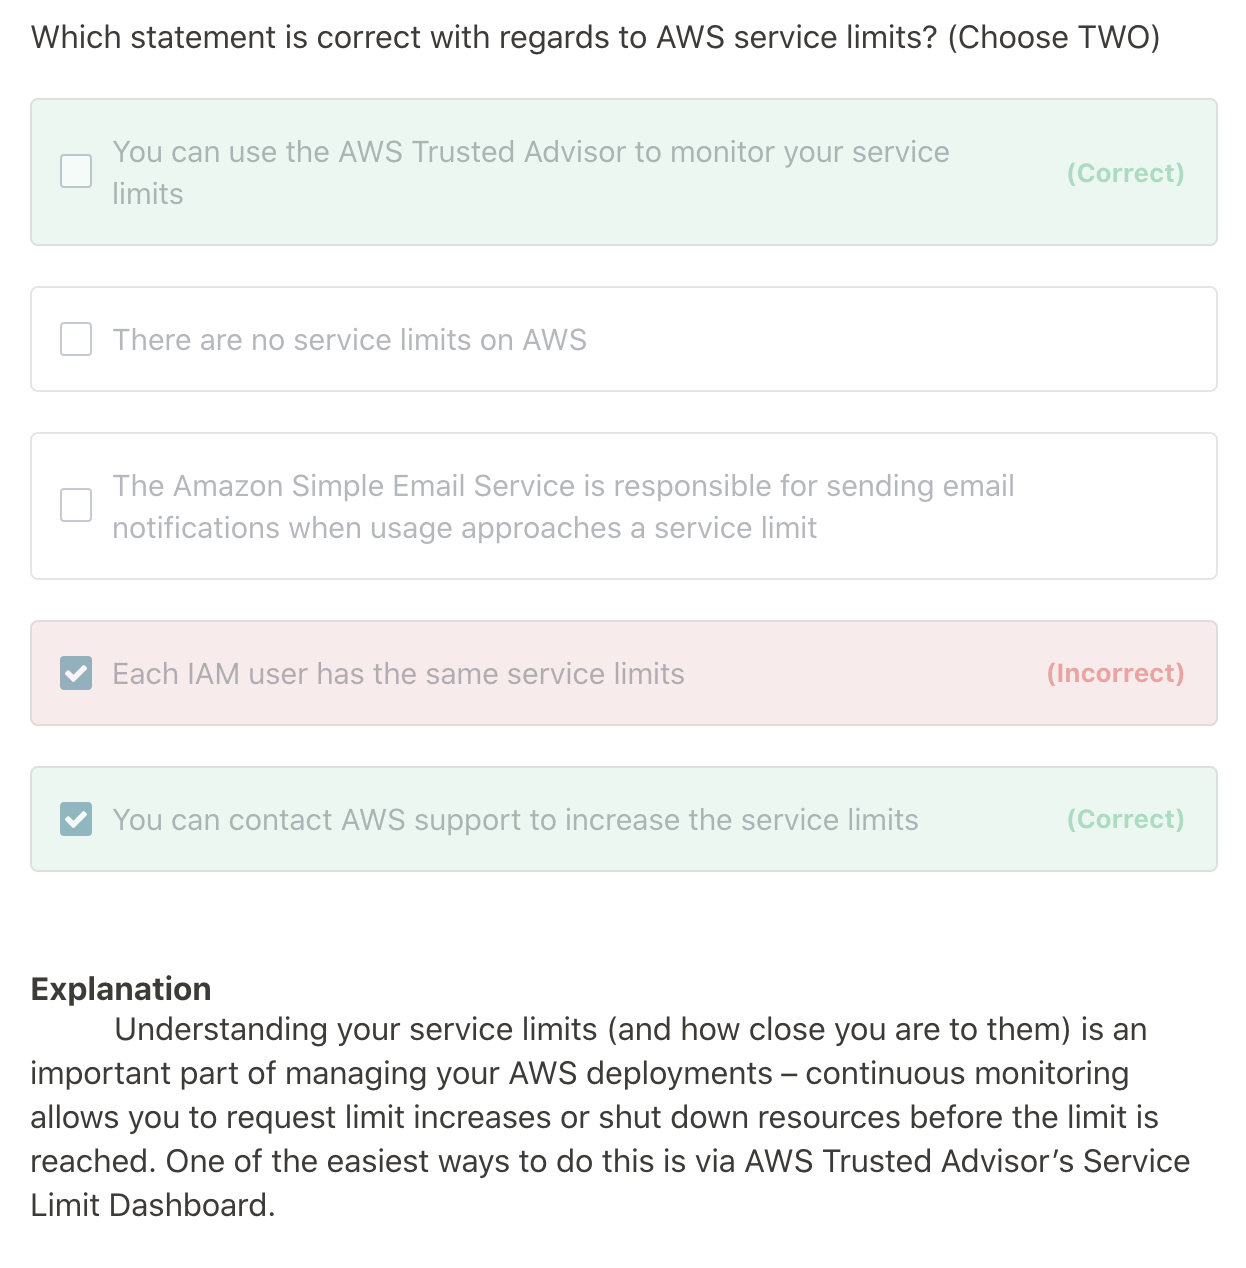 Which statement is correct with regards to AWS service limits? (Choose TWO)
You can use the AWS Trusted Advisor to monitor your service
limits
(Correct)
There are no service limits on AWS
The Amazon Simple Email Service is responsible for sending email
notifications when usage approaches a service limit
Each IAM user has the same service limits
(Incorrect)
You can contact AWS support to increase the service limits
(Correct)
Explanation
Understanding your service limits (and how close you are to them) is an
important part of managing your AWS deployments – continuous monitoring
allows you to request limit increases or shut down resources before the limit is
reached. One of the easiest ways to do this is via AWS Trusted Advisor’s Service
Limit Dashboard.